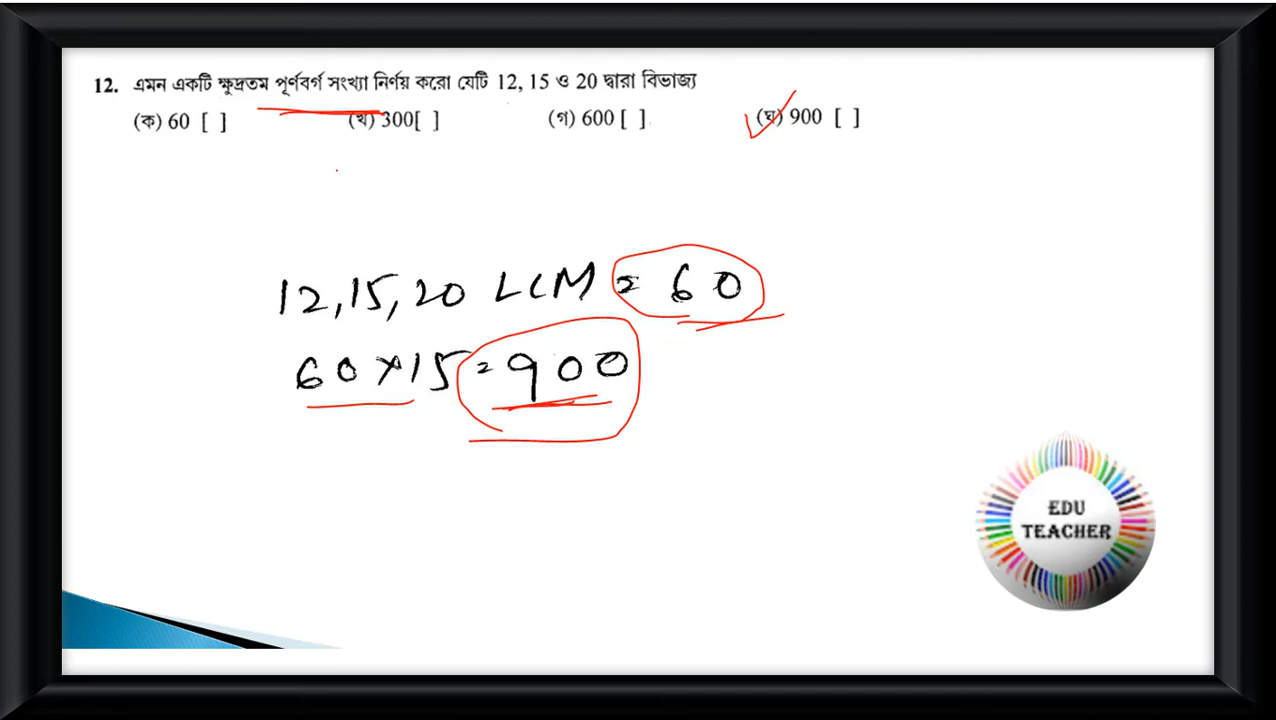 12. এমন একটি ক্ষুদ্রতম পূর্ণবর্গ সংখ্যা নির্ণয় করো যেটি 12, 15 ও 20 দ্বারা বিভাজ্য
(ক) 60 [ ] (খ) 300[ ] (গ) 600 [ ] (ঘ) 900 [ ]
12,15,20 LCM = 60
60×15=900
EDU
TEACHER